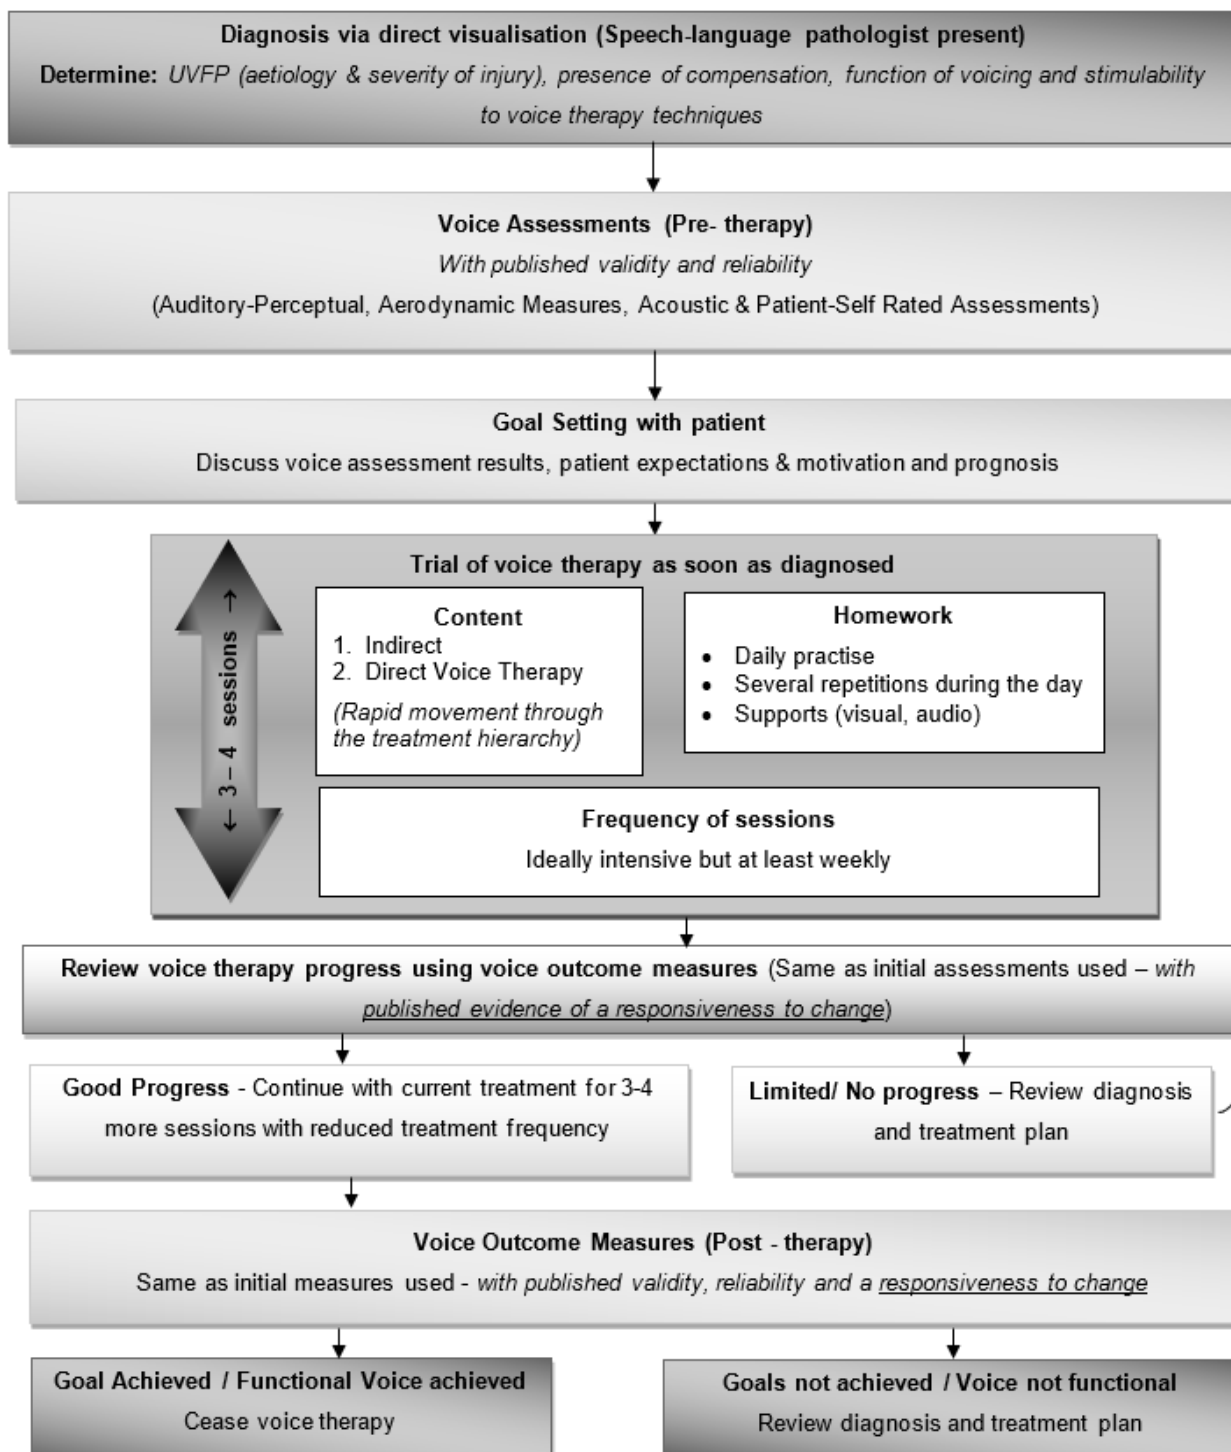 Diagnosis via direct visualisation (Speech-language pathologist present)
Determine: UVFP (aetiology & severity of injury), presence of compensation, function of voicing and stimulability
to voice therapy techniques
Voice Assessments (Pre- therapy)
With published validity and reliability
(Auditory-Perceptual, Aerodynamic Measures, Acoustic & Patient-Self Rated Assessments)
Goal Setting with patient
Discuss voice assessment results, patient expectations & motivation and prognosis
Trial of voice therapy as soon as diagnosed
← 3 – 4 sessions →
Content
1. Indirect
2. Direct Voice Therapy
(Rapid movement through
the treatment hierarchy)
Homework
• Daily practise
• Several repetitions during the day
• Supports (visual, audio)
Frequency of sessions
Ideally intensive but at least weekly
Review voice therapy progress using voice outcome measures (Same as initial assessments used – with
published evidence of a responsiveness to change)
Good Progress - Continue with current treatment for 3-4
more sessions with reduced treatment frequency
Limited/ No progress – Review diagnosis
and treatment plan
Voice Outcome Measures (Post - therapy)
Same as initial measures used - with published validity, reliability and a responsiveness to change
Goal Achieved / Functional Voice achieved
Cease voice therapy
Goals not achieved / Voice not functional
Review diagnosis and treatment plan